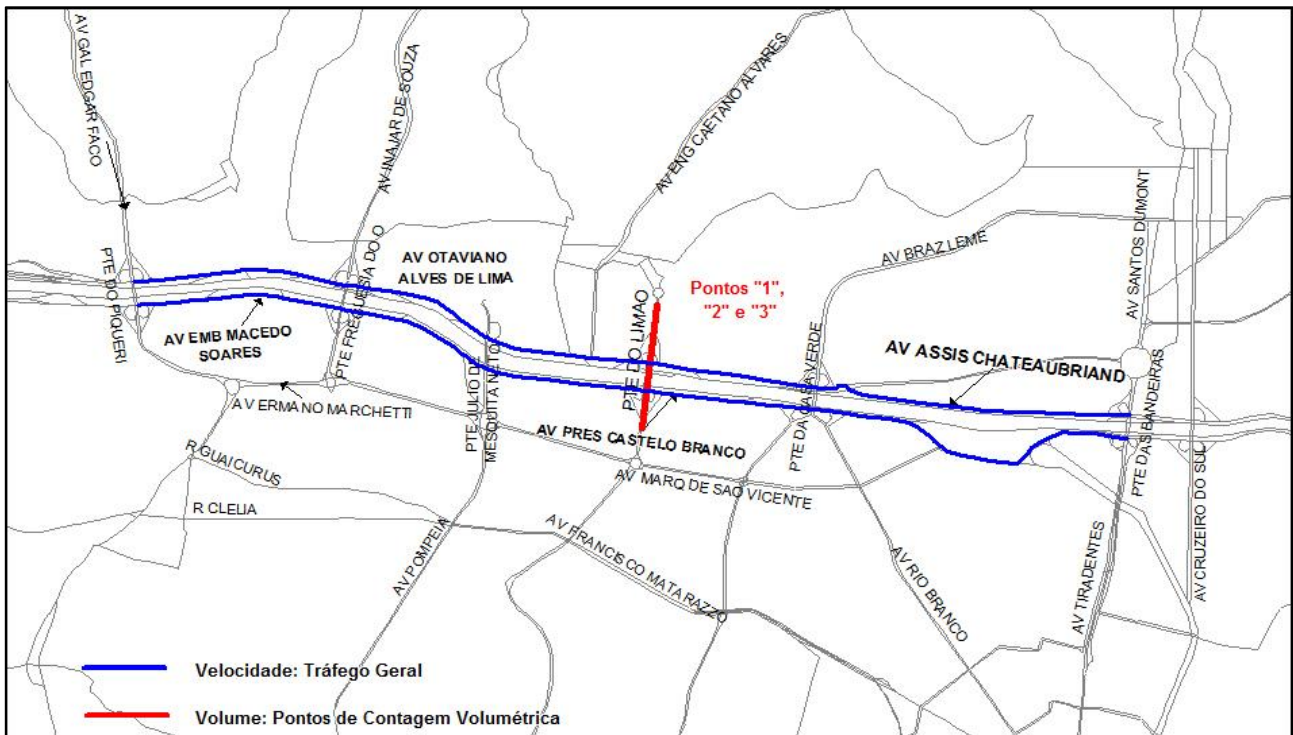 AV GAL EDGAR FACO
AV INAJAR DE SOUZA
AV ENG CAETANO ALVARES
AV BRAZ LEME
AV SANTOS DUMONT
PTE DO PIQUERI
PTE FREGUESIA DO O
AV OTAVIANO
ALVES DE LIMA
PTE DO LIMAO
Pontos "1",
"2" e "3"
AV EMB MACEDO
SOARES
PTE JULIO DE
MESQUITA NETO
PTE DA CASA VERDE
AV ASSIS CHATEAUBRIAND
PTE DAS BANDEIRAS
AV ERMANO MARCHETTI
AV PRES CASTELO BRANCO
AV MARQ DE SAO VICENTE
R GUAICURUS
R CLELIA
AV POMPEIA
AV FRANCISCO MATARAZZO
AV RIO BRANCO
AV TIRADENTES
AV CRUZEIRO DO SUL
Velocidade: Tráfego Geral
Volume: Pontos de Contagem Volumétrica